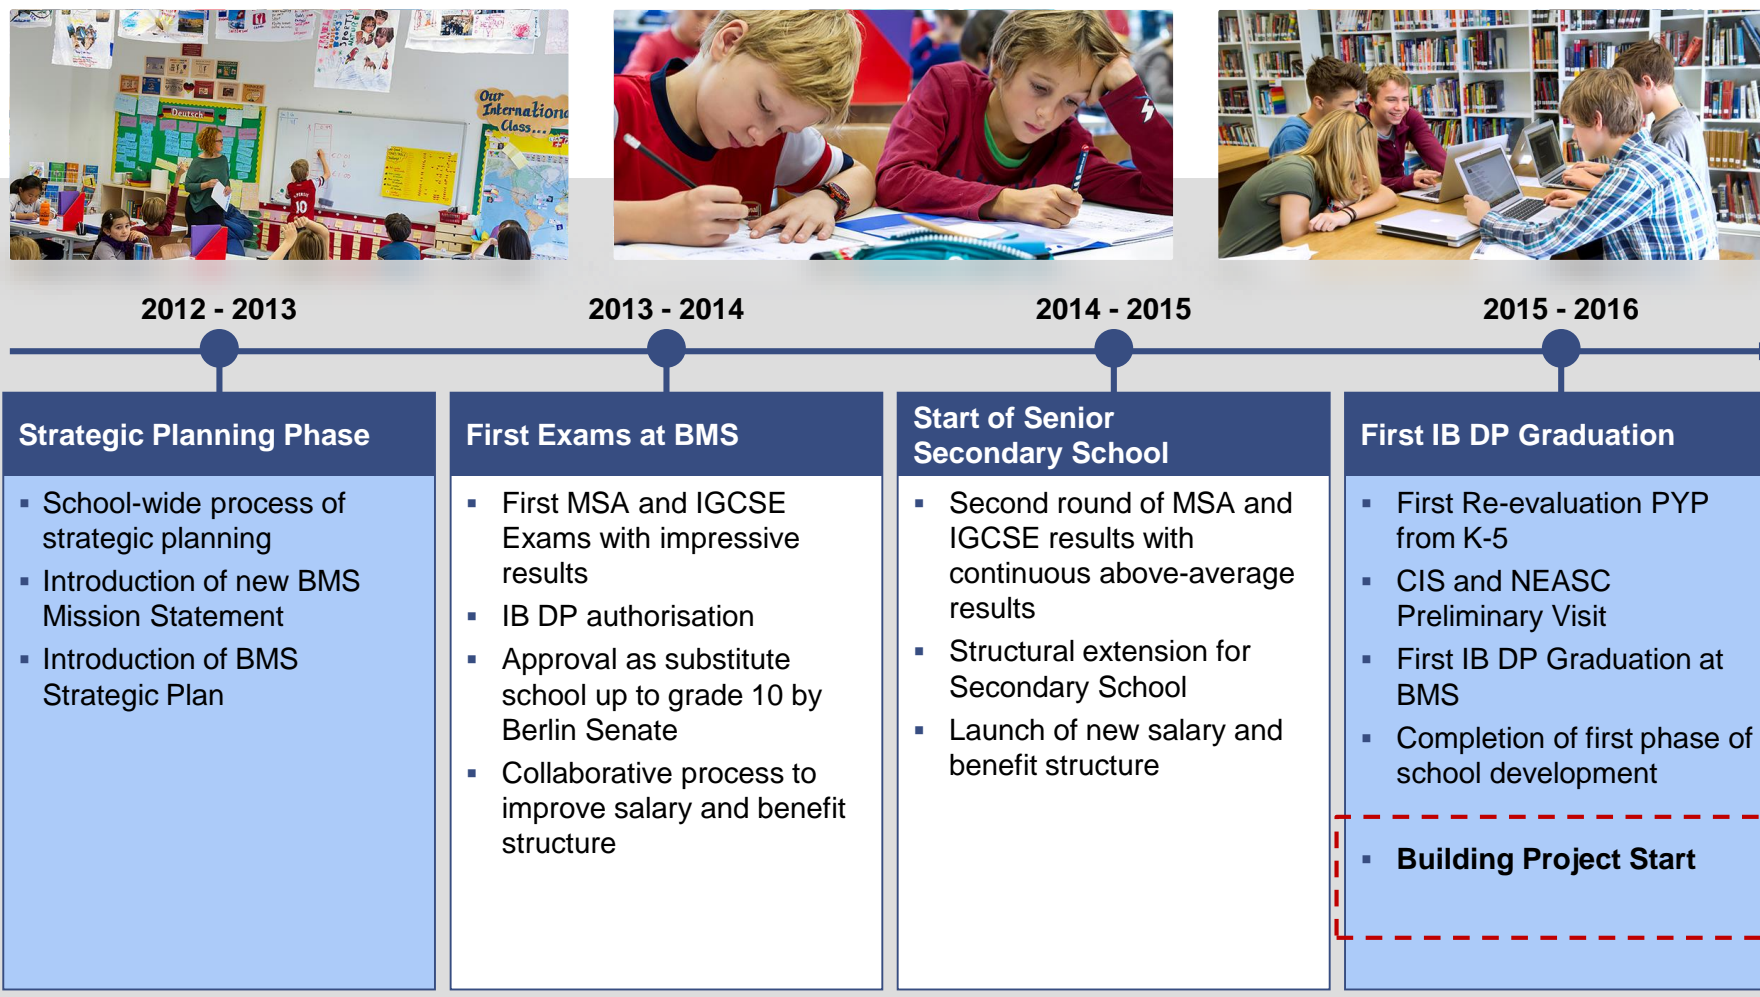 Deutsch
Our
International
Class...
10
2012 - 2013
2013 - 2014
2014 - 2015
2015 - 2016
Strategic Planning Phase
▪ School-wide process of
strategic planning
▪ Introduction of new BMS
Mission Statement
▪ Introduction of BMS
Strategic Plan
First Exams at BMS
▪ First MSA and IGCSE
Exams with impressive
results
▪ IB DP authorisation
▪ Approval as substitute
school up to grade 10 by
Berlin Senate
▪ Collaborative process to
improve salary and benefit
structure
Start of Senior
Secondary School
▪ Second round of MSA and
IGCSE results with
continuous above-average
results
▪ Structural extension for
Secondary School
▪ Launch of new salary and
benefit structure
First IB DP Graduation
▪ First Re-evaluation PYP
from K-5
▪ CIS and NEASC
Preliminary Visit
▪ First IB DP Graduation at
BMS
▪ Completion of first phase of
school development
▪ Building Project Start